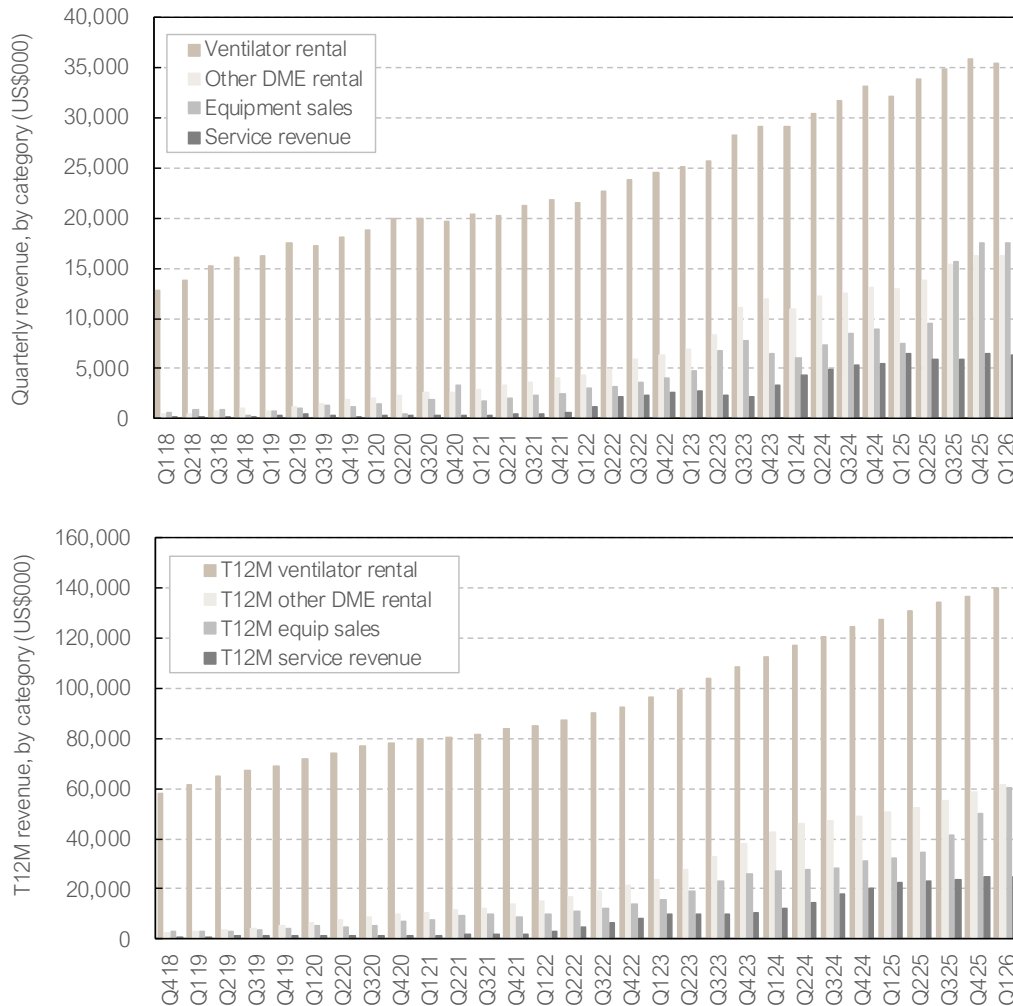 Quarterly revenue, by category (US$000)
40,000
35,000
30,000
25,000
20,000
15,000
10,000
5,000
0
Ventilator rental
Other DME rental
Equipment sales
Service revenue
Q118 Q218 Q318 Q418 Q119 Q219 Q319 Q419 Q120 Q220 Q320 Q420 Q121 Q221 Q321 Q421 Q122 Q222 Q322 Q422 Q123 Q223 Q323 Q423 Q124 Q224 Q324 Q424 Q125 Q225 Q325 Q425 Q126
T12M revenue, by category (US$000)
160,000
140,000
120,000
100,000
80,000
60,000
40,000
20,000
0
T12M ventilator rental
T12M other DME rental
T12M equip sales
T12M service revenue
Q418 Q119 Q219 Q319 Q419 Q120 Q220 Q320 Q420 Q121 Q221 Q321 Q421 Q122 Q222 Q322 Q422 Q123 Q223 Q323 Q423 Q124 Q224 Q324 Q424 Q125 Q225 Q325 Q425 Q126